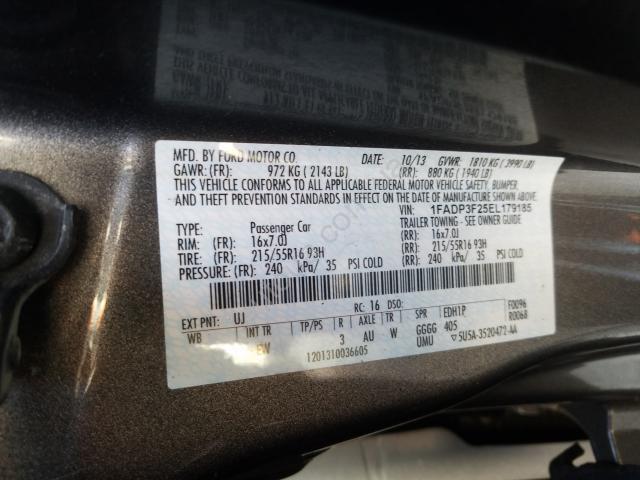 MFD. BY FORD MOTOR CO.
DATE: 10/13 GVWR: 1810 KG ( 3990 LB)
GAWR: (FR): 972 KG ( 2143 LB) (RR): 880 KG ( 1940 LB)
THIS VEHICLE CONFORMS TO ALL APPLICABLE FEDERAL MOTOR VEHICLE SAFETY, BUMPER,
AND THEFT PREVENTION STANDARDS IN EFFECT ON THE DATE OF MANUFACTURE SHOWN ABOVE.
VIN: 1FADP3F25EL179185
TYPE: Passenger Car TRAILER TOWING - SEE OWNER GUIDE
RIM: (FR): 16x7.0J (RR): 16x7.0J
TIRE: (FR): 215/55R16 93H (RR): 215/55R16 93H
PRESSURE: (FR): 240 kPa/ 35 PSI COLD (RR): 240 kPa/ 35 PSI COLD
EXT PNT: UJ RC: 16 DSO: F0096
WB INT TR TP/PS R AXLE TR SPR EDH1P R0068
EW 3 AU W GGGG 405
UMU 5U5A-3520472-AA
1201310036605